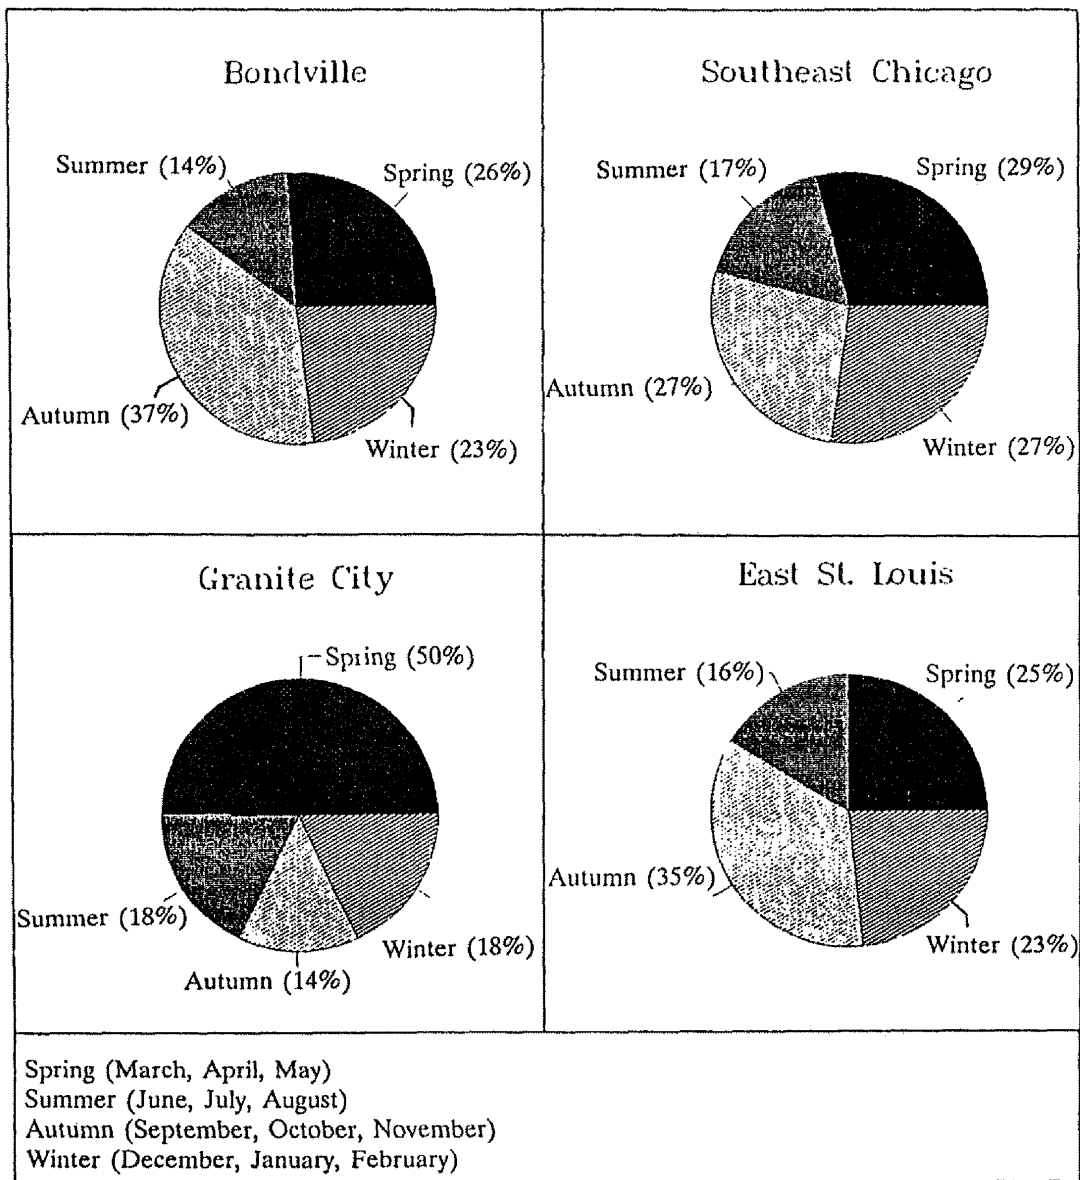 Bondville
Summer (14%)
Spring (26%)
Autumn (37%)
Winter (23%)
Southeast Chicago
Summer (17%)
Spring (29%)
Autumn (27%)
Winter (27%)
Granite City
Spring (50%)
Summer (18%)
Winter (18%)
Autumn (14%)
East St. Louis
Summer (16%)
Spring (25%)
Autumn (35%)
Winter (23%)
Spring (March, April, May)
Summer (June, July, August)
Autumn (September, October, November)
Winter (December, January, February)